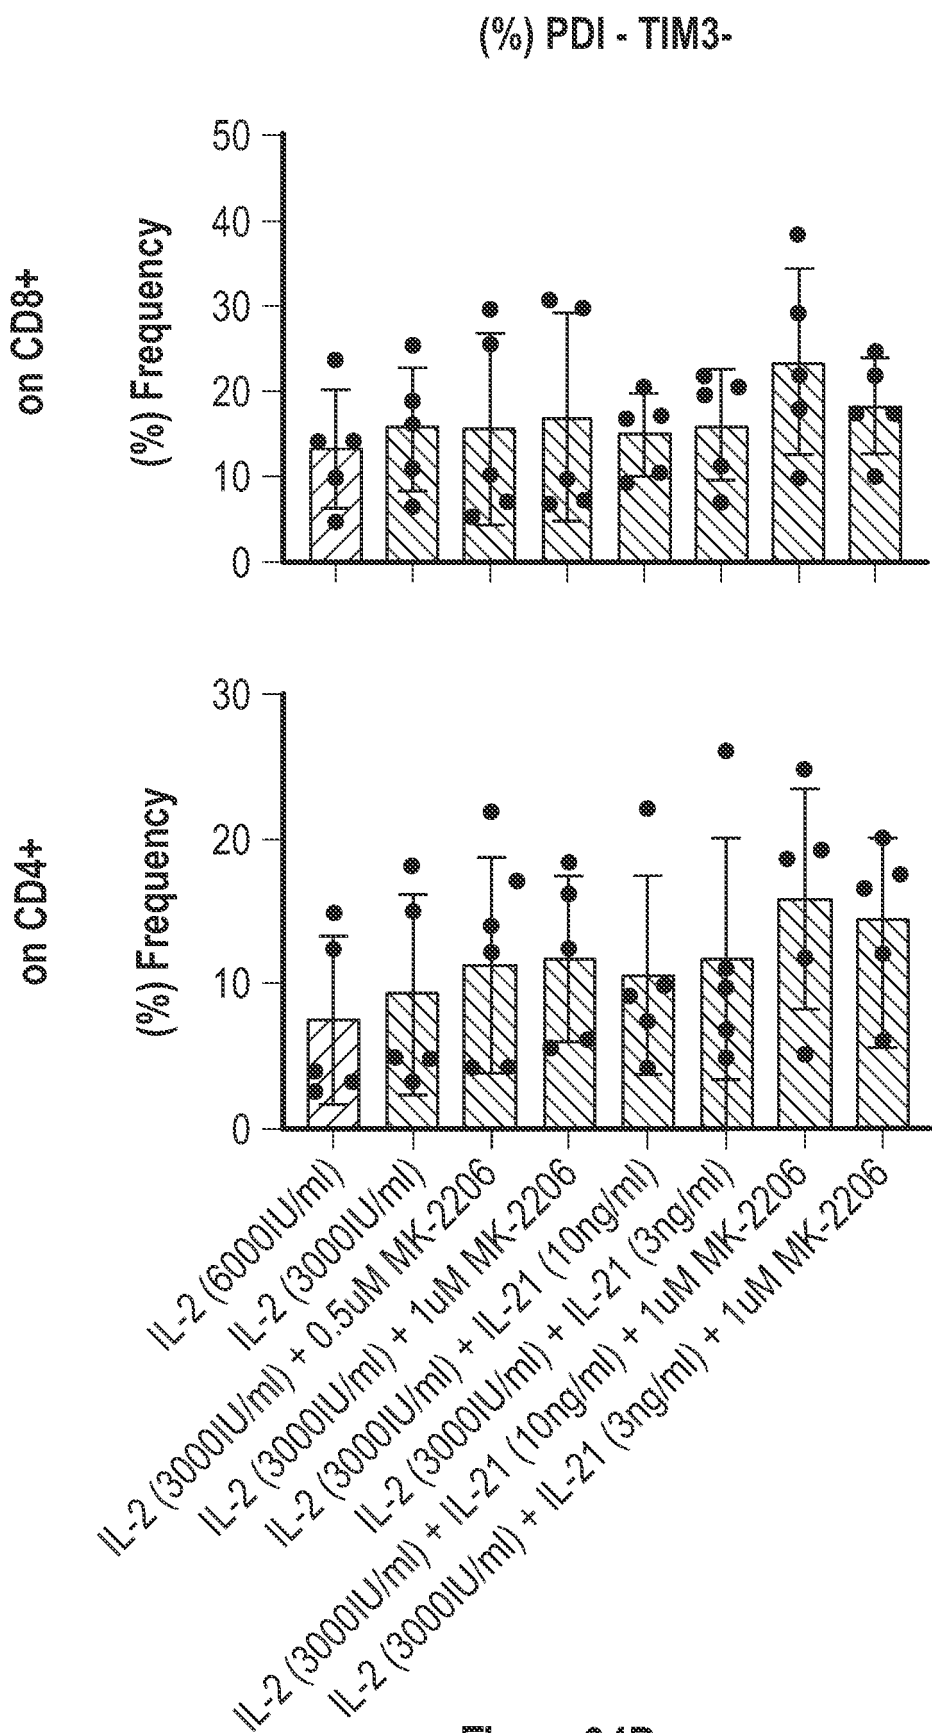 (%) PDI - TIM3-
on CD8+
(%) Frequency
50
40
30
20
10
0
on CD4+
(%) Frequency
30
20
10
0
IL-2 (6000IU/ml)
IL-2 (3000IU/ml)
IL-2 (3000IU/ml) + 0.5uM MK-2206
IL-2 (3000IU/ml) + 1uM MK-2206
IL-2 (3000IU/ml) + IL-21 (10ng/ml)
IL-2 (3000IU/ml) + IL-21 (3ng/ml)
IL-2 (3000IU/ml) + IL-21 (10ng/ml) + 1uM MK-2206
IL-2 (3000IU/ml) + IL-21 (3ng/ml) + 1uM MK-2206